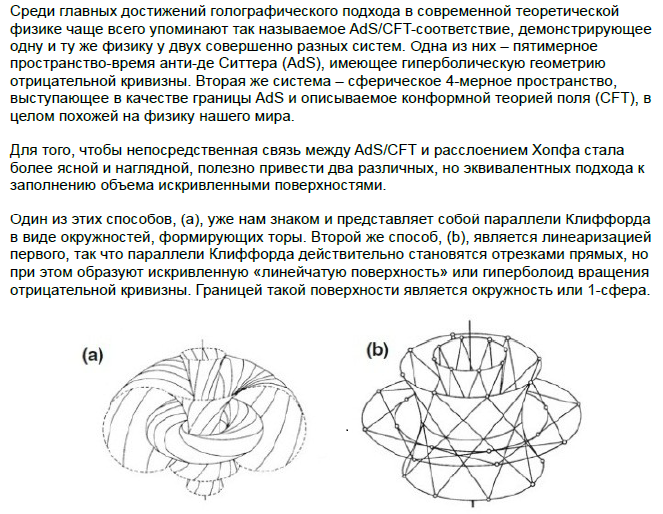 Среди главных достижений голографического подхода в современной теоретической
физике чаще всего упоминают так называемое AdS/CFT-соответствие, демонстрирующее
одну и ту же физику у двух совершенно разных систем. Одна из них – пятимерное
пространство-время анти-де Ситтера (AdS), имеющее гиперболическую геометрию
отрицательной кривизны. Вторая же система – сферическое 4-мерное пространство,
выступающее в качестве границы AdS и описываемое конформной теорией поля (CFT), в
целом похожей на физику нашего мира.
Для того, чтобы непосредственная связь между AdS/CFT и расслоением Хопфа стала
более ясной и наглядной, полезно привести два различных, но эквивалентных подхода к
заполнению объема искривленными поверхностями.
Один из этих способов, (a), уже нам знаком и представляет собой параллели Клиффорда
в виде окружностей, формирующих торы. Второй же способ, (b), является линеаризацией
первого, так что параллели Клиффорда действительно становятся отрезками прямых, но
при этом образуют искривленную «линейчатую поверхность» или гиперболоид вращения
отрицательной кривизны. Границей такой поверхности является окружность или 1-сфера.
(a)
(b)